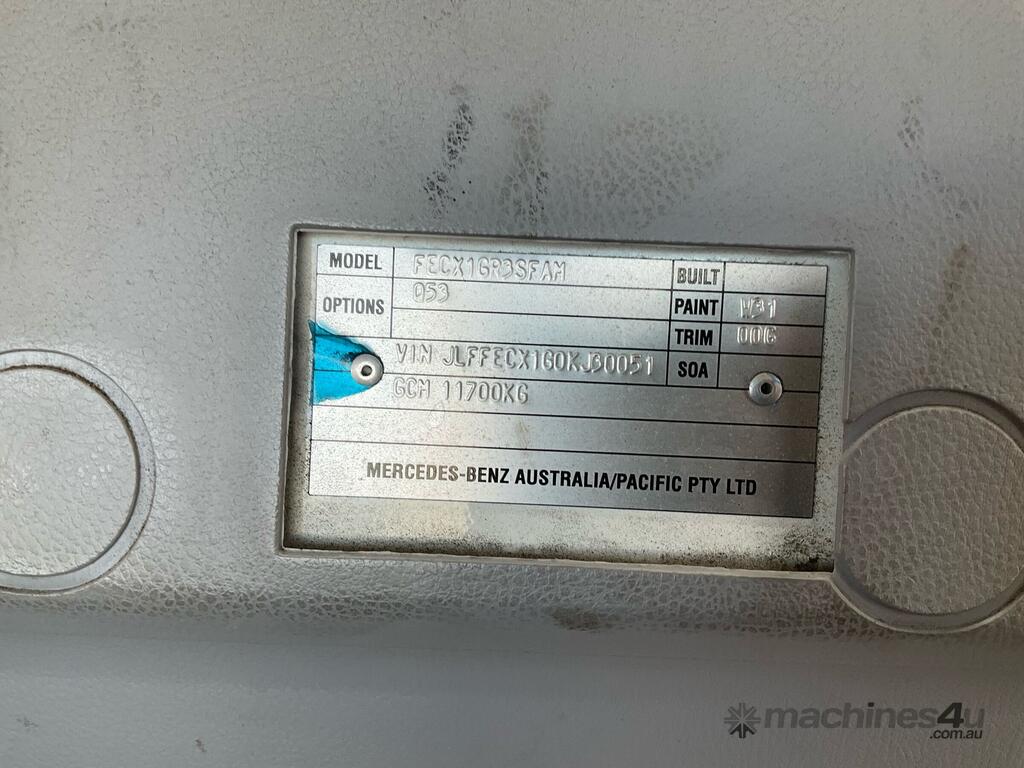 MODEL FECX1GR3SFAM BUILT
OPTIONS 053 PAINT W31
TRIM 006
VIN JLFFECX1G0KJ30051 SOA
GCM 11700KG
MERCEDES-BENZ AUSTRALIA/PACIFIC PTY LTD
machines4u
.com.au